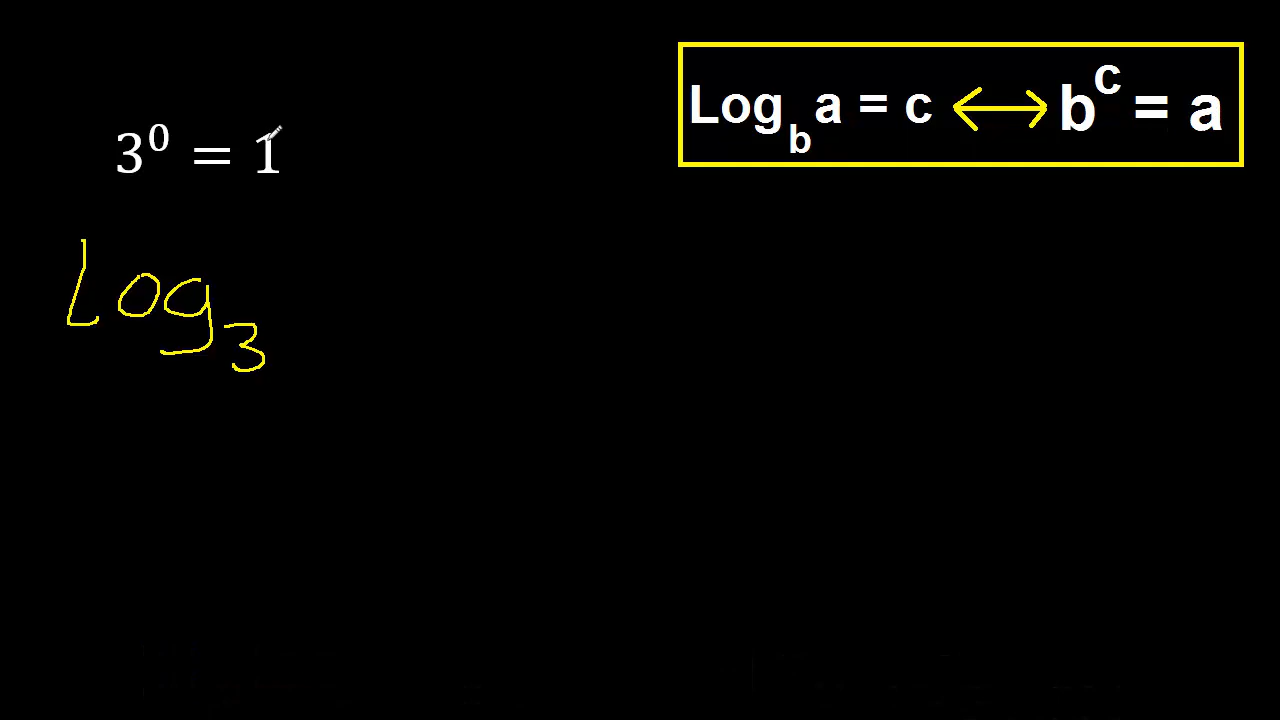 Log_b a = c ↔ b^c = a
3^0 = 1
Log_3